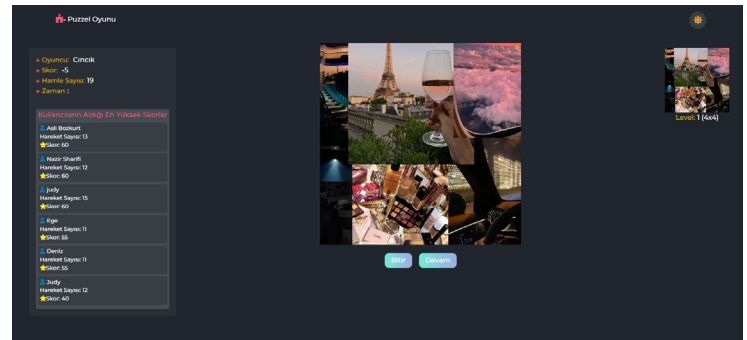 Puzzel Oyunu
+ Oyuncu: Cıncık
+ Skor: -5
+ Hamle Sayısı: 19
+ Zaman :
Kullanıcıların Aldığı En Yüksek Skorlar
Asli Bozkurt
Hareket Sayısı: 13
Skor: 60
Nazir Sharifi
Hareket Sayısı: 12
Skor: 60
judy
Hareket Sayısı: 15
Skor: 60
Ege
Hareket Sayısı: 11
Skor: 55
Deniz
Hareket Sayısı: 11
Skor: 55
Judy
Hareket Sayısı: 12
Skor: 40
Bitir
Devam
Level: 1 (4x4)